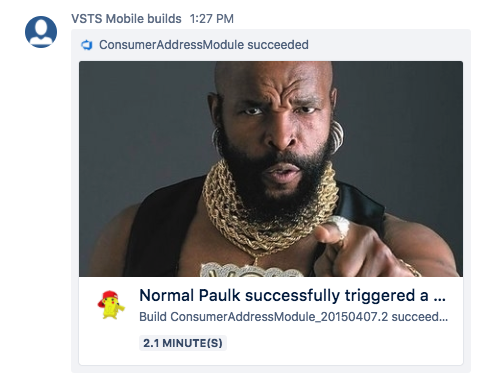 VSTS Mobile builds 1:27 PM
ConsumerAddressModule succeeded
Normal Paulk successfully triggered a ...
Build ConsumerAddressModule_20150407.2 succeed...
2.1 MINUTE(S)